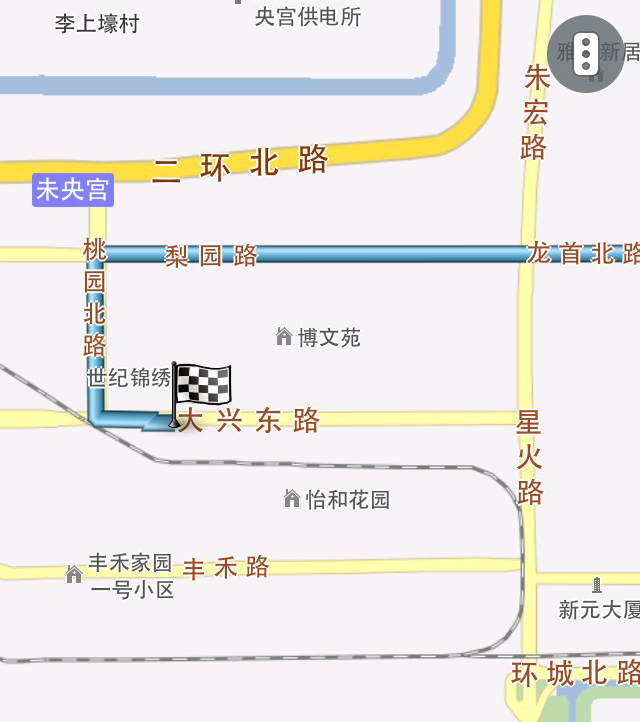 李上壕村
央宫供电所
雅
新居
朱宏路
二环北路
未央宫
桃园北路
梨园路
龙首北路
博文苑
世纪锦绣
大兴东路
星火路
怡和花园
丰禾家园
一号小区
丰禾路
新元大厦
环城北路